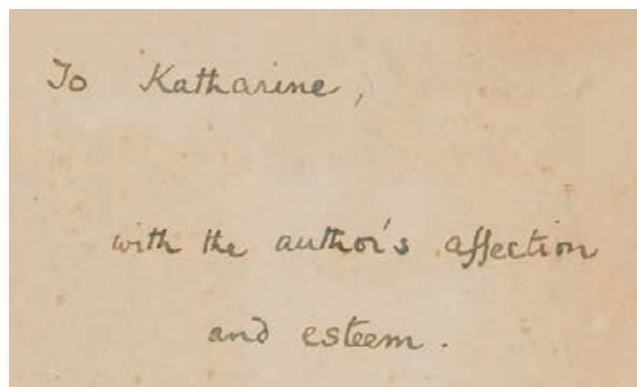 To Katharine,
with the author's affection
and esteem.